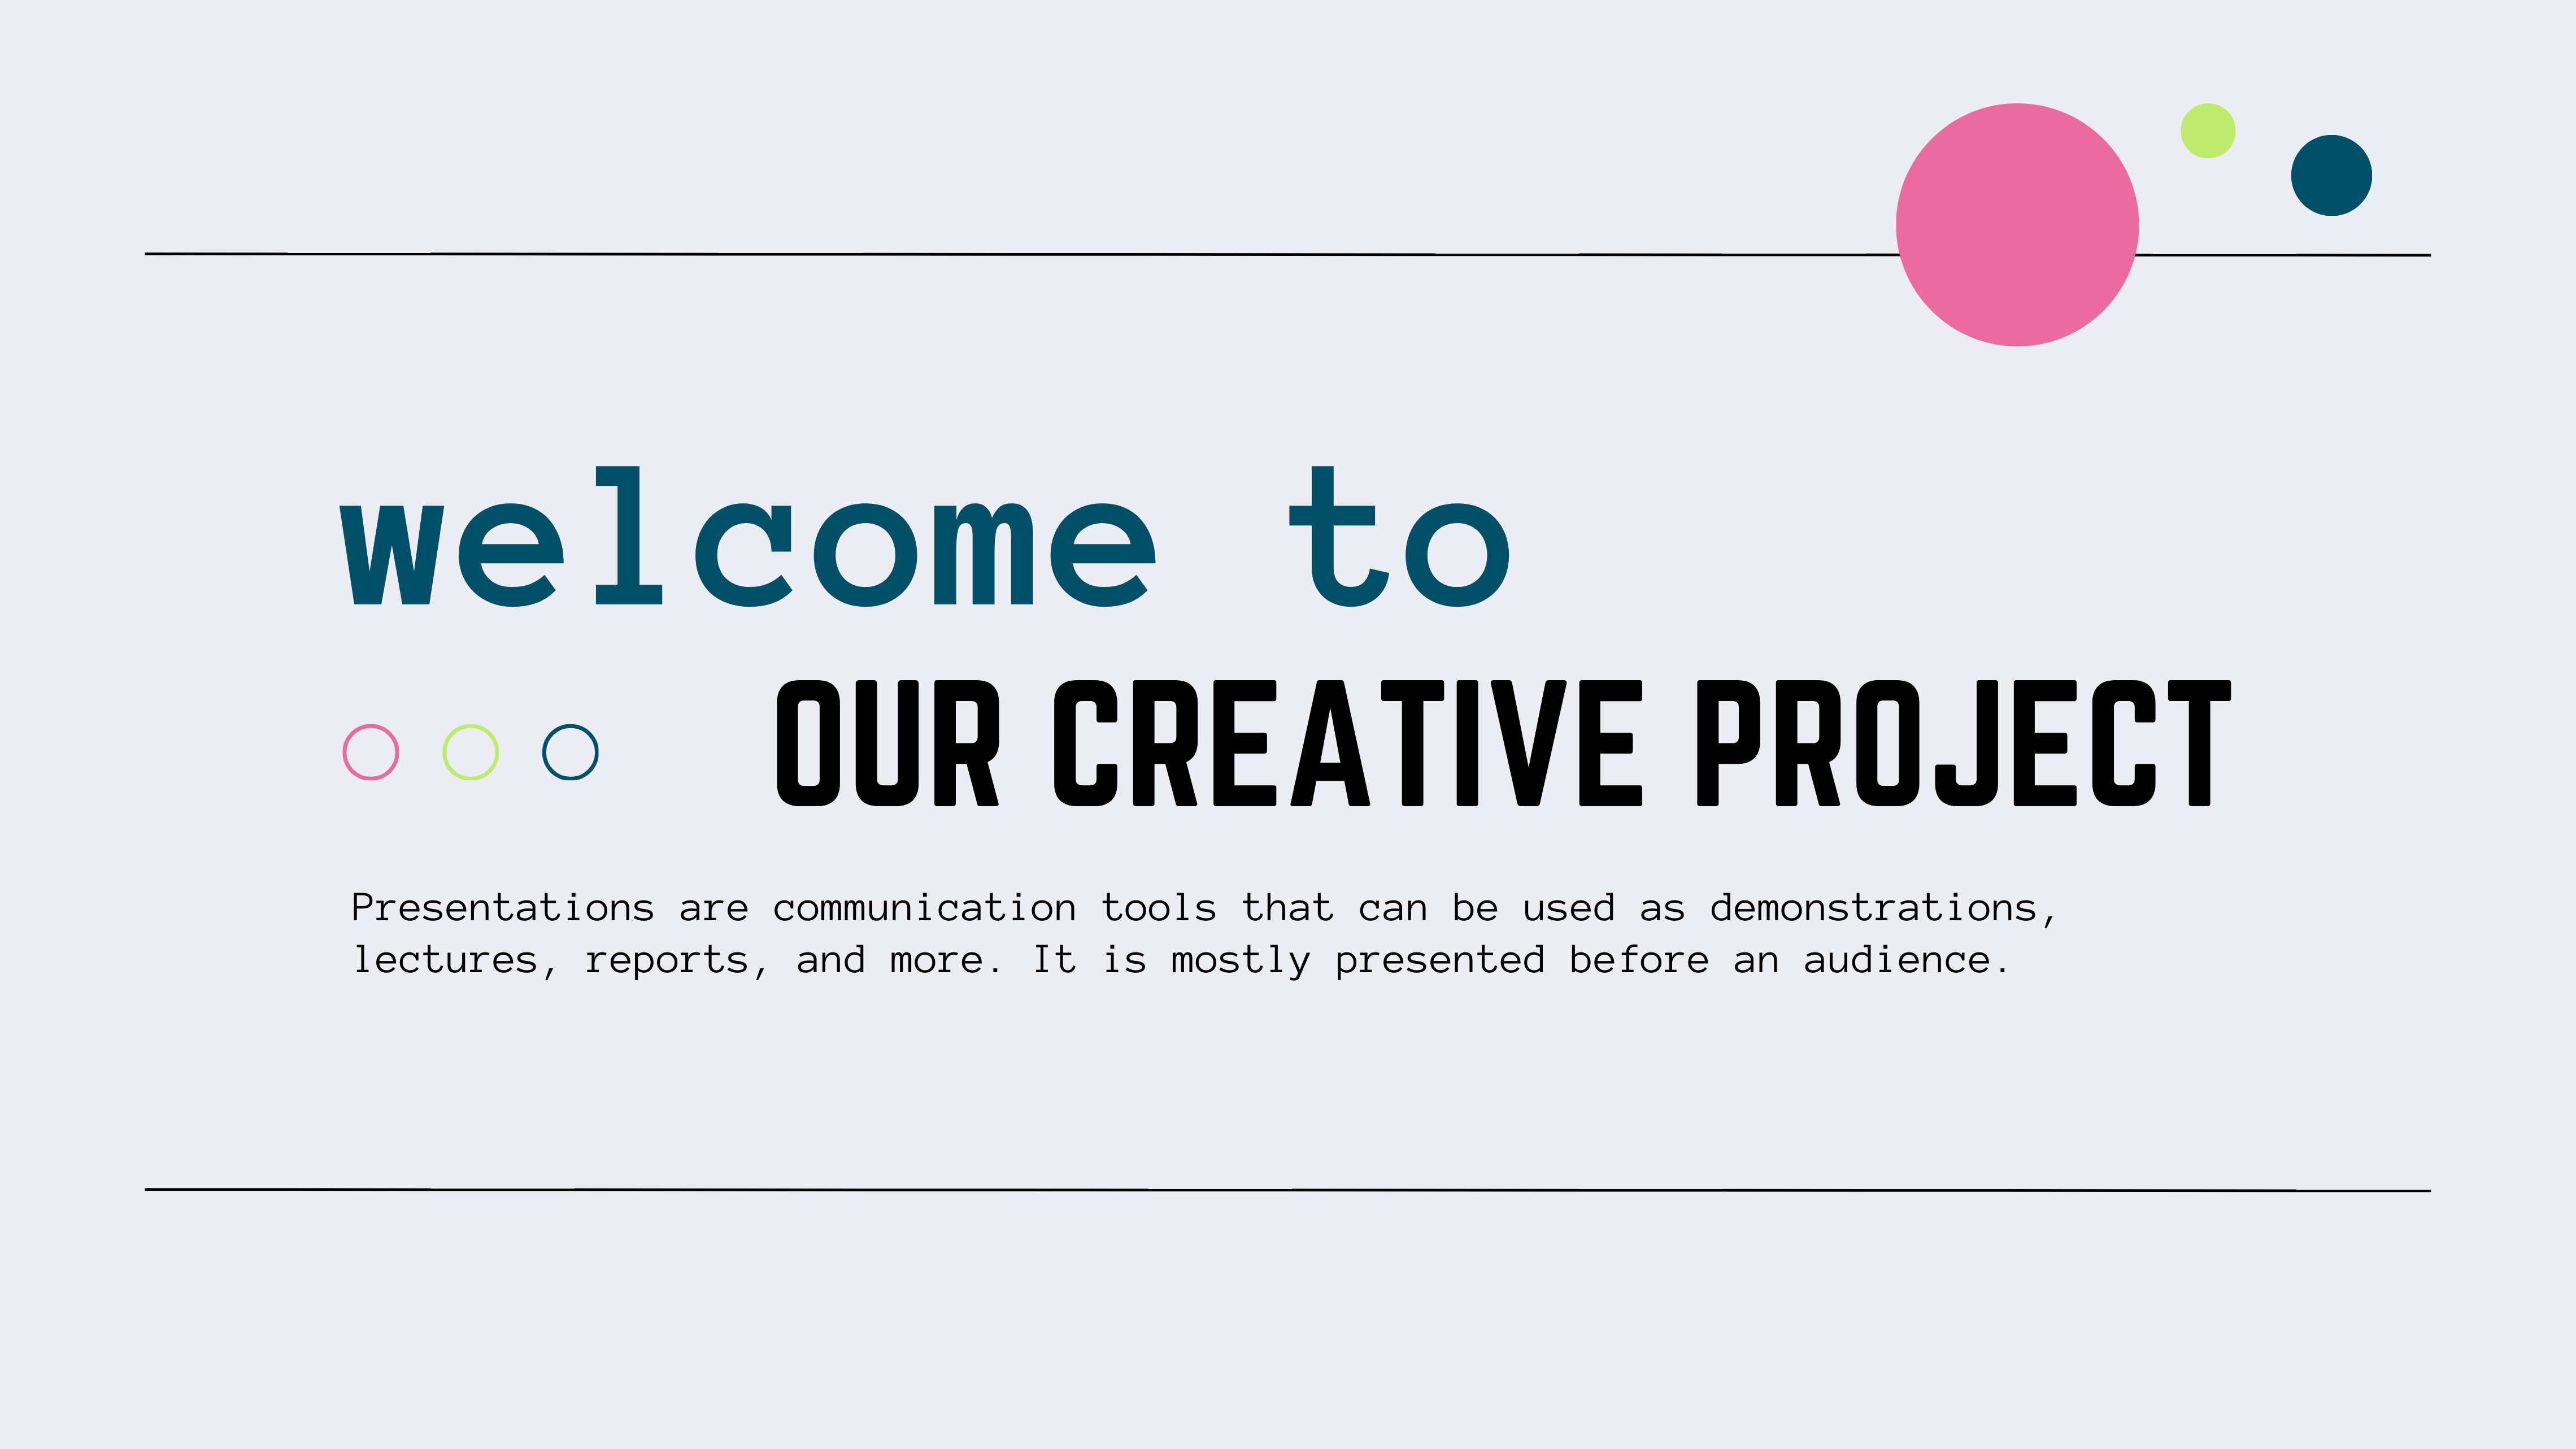 welcome to
OUR CREATIVE PROJECT
Presentations are communication tools that can be used as demonstrations,
lectures, reports, and more. It is mostly presented before an audience.